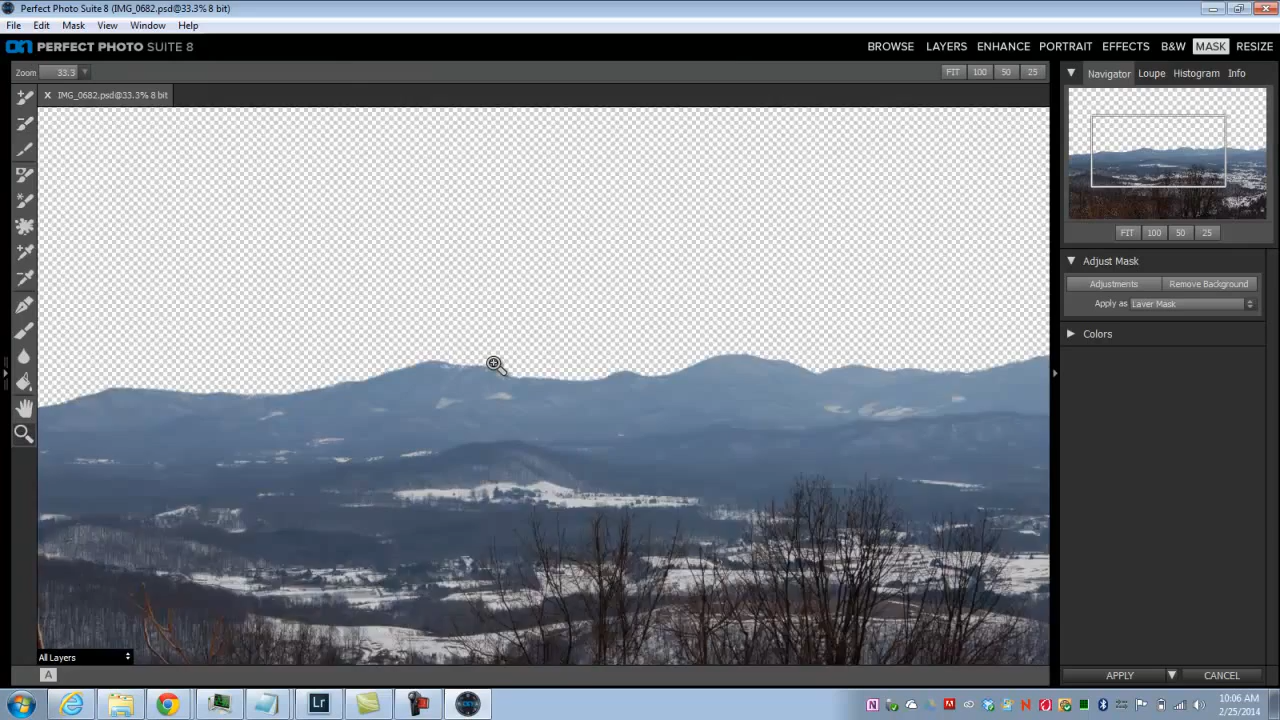 Perfect Photo Suite 8 (IMG_0682.psd@33.3% 8 bit)
File Edit Mask View Window Help
on PERFECT PHOTO SUITE 8
BROWSE LAYERS ENHANCE PORTRAIT EFFECTS B&W MASK RESIZE
Zoom 33.3
FIT 100 50 25
Navigator Loupe Histogram Info
X IMG_0682.psd@33.3% 8 bit
FIT 100 50 25
Adjust Mask
Adjustments Remove Background
Apply as Layer Mask
Colors
All Layers
A
APPLY CANCEL
Lr
10:06 AM
2/25/2014